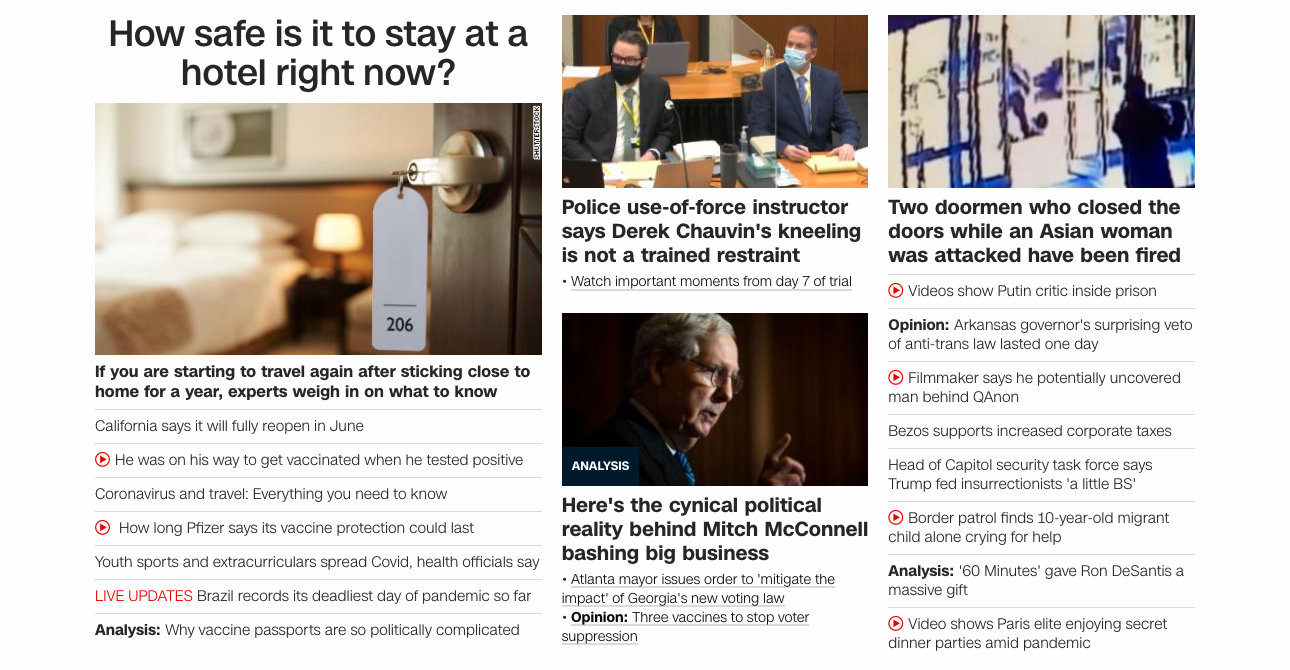 How safe is it to stay at a
hotel right now?
SHUTTERSTOCK
206
If you are starting to travel again after sticking close to
home for a year, experts weigh in on what to know
California says it will fully reopen in June
He was on his way to get vaccinated when he tested positive
Coronavirus and travel: Everything you need to know
How long Pfizer says its vaccine protection could last
Youth sports and extracurriculars spread Covid, health officials say
LIVE UPDATES Brazil records its deadliest day of pandemic so far
Analysis: Why vaccine passports are so politically complicated
Police use-of-force instructor
says Derek Chauvin's kneeling
is not a trained restraint
• Watch important moments from day 7 of trial
ANALYSIS
Here's the cynical political
reality behind Mitch McConnell
bashing big business
• Atlanta mayor issues order to 'mitigate the
impact' of Georgia's new voting law
• Opinion: Three vaccines to stop voter
suppression
Two doormen who closed the
doors while an Asian woman
was attacked have been fired
Videos show Putin critic inside prison
Opinion: Arkansas governor's surprising veto
of anti-trans law lasted one day
Filmmaker says he potentially uncovered
man behind QAnon
Bezos supports increased corporate taxes
Head of Capitol security task force says
Trump fed insurrectionists 'a little BS'
Border patrol finds 10-year-old migrant
child alone crying for help
Analysis: '60 Minutes' gave Ron DeSantis a
massive gift
Video shows Paris elite enjoying secret
dinner parties amid pandemic